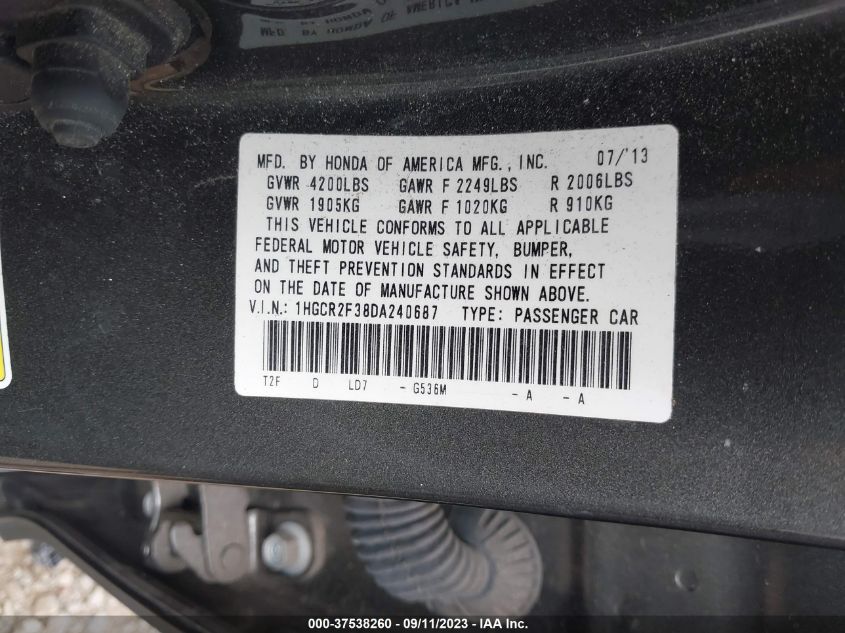 MFD. BY HONDA OF AMERICA MFG., INC. 07/'13
GVWR 4200LBS GAWR F 2249LBS R 2006LBS
GVWR 1905KG GAWR F 1020KG R 910KG
THIS VEHICLE CONFORMS TO ALL APPLICABLE
FEDERAL MOTOR VEHICLE SAFETY, BUMPER,
AND THEFT PREVENTION STANDARDS IN EFFECT
ON THE DATE OF MANUFACTURE SHOWN ABOVE.
V.I.N.: 1HGCR2F38DA240687 TYPE: PASSENGER CAR
T2F D LD7 - G536M - A - A
000-37538260 - 09/11/2023 - IAA Inc.